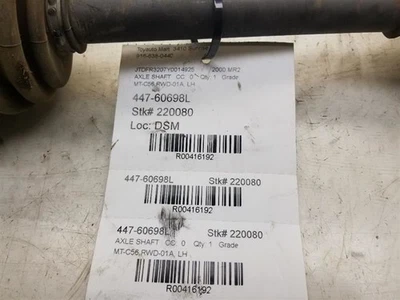 2000 MR2
AXLE SHAFT CC 0 Qty 1 Grade
MT-C56,RWD-01A, LH
447-60698L
Stk# 220080
Loc: DSM
R00416192
447-60698L Stk# 220080
R00416192
447-60698L Stk# 220080
AXLE SHAFT CC 0 Qty 1 Grade
MT-C56,RWD-01A, LH
R00416192